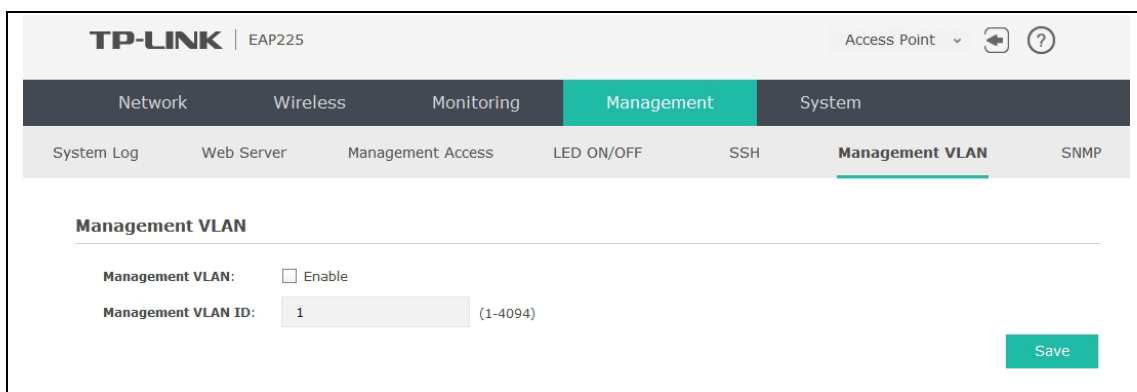 TP-LINK | EAP225 Access Point
Network Wireless Monitoring Management System
System Log Web Server Management Access LED ON/OFF SSH Management VLAN SNMP
Management VLAN
Management VLAN: Enable
Management VLAN ID: 1 (1-4094)
Save